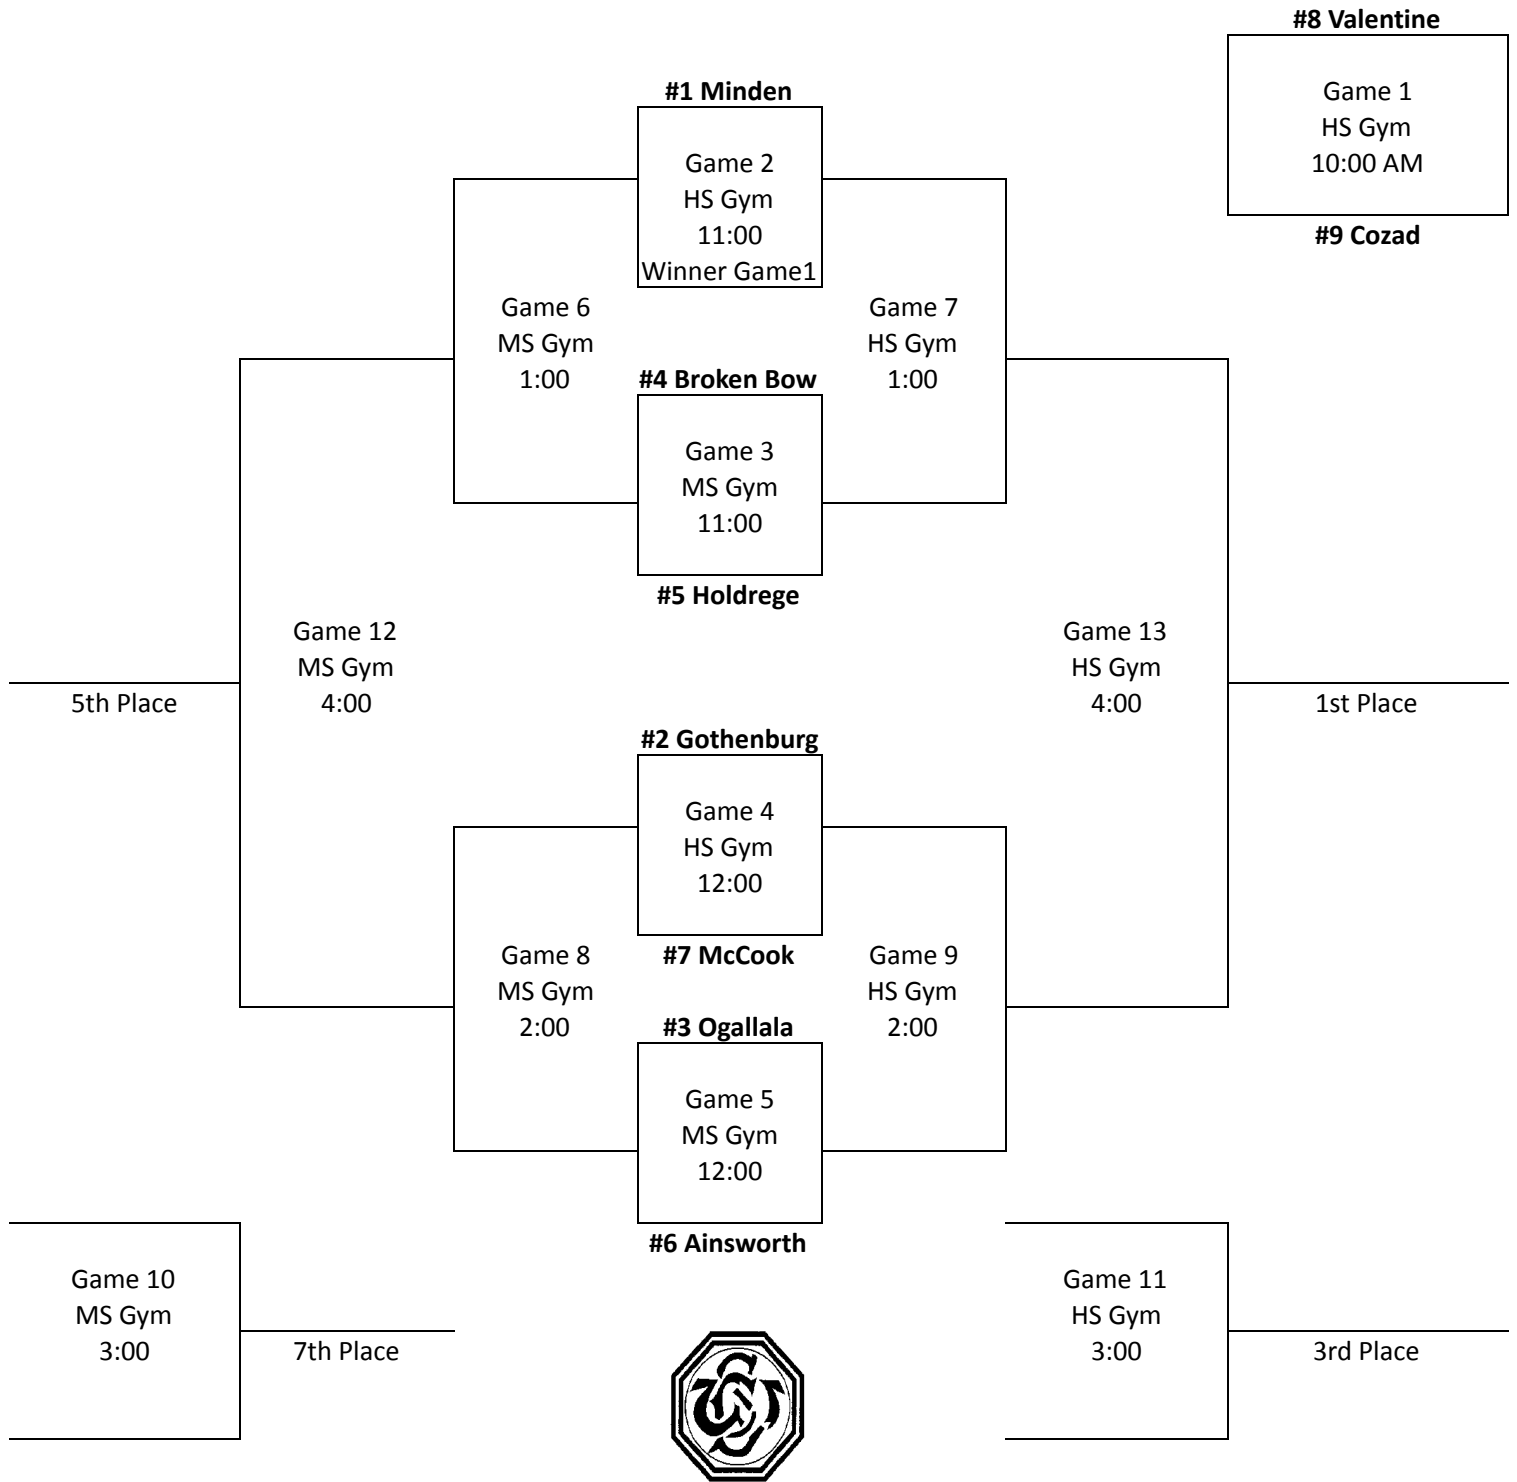 #8 Valentine
Game 1
HS Gym
10:00 AM
#9 Cozad
#1 Minden
Game 2
HS Gym
11:00
Winner Game1
Game 6
MS Gym
1:00
Game 7
HS Gym
1:00
#4 Broken Bow
Game 3
MS Gym
11:00
#5 Holdrege
Game 12
MS Gym
4:00
5th Place
Game 13
HS Gym
4:00
1st Place
#2 Gothenburg
Game 4
HS Gym
12:00
#7 McCook
Game 8
MS Gym
2:00
Game 9
HS Gym
2:00
#3 Ogallala
Game 5
MS Gym
12:00
#6 Ainsworth
Game 10
MS Gym
3:00
7th Place
Game 11
HS Gym
3:00
3rd Place